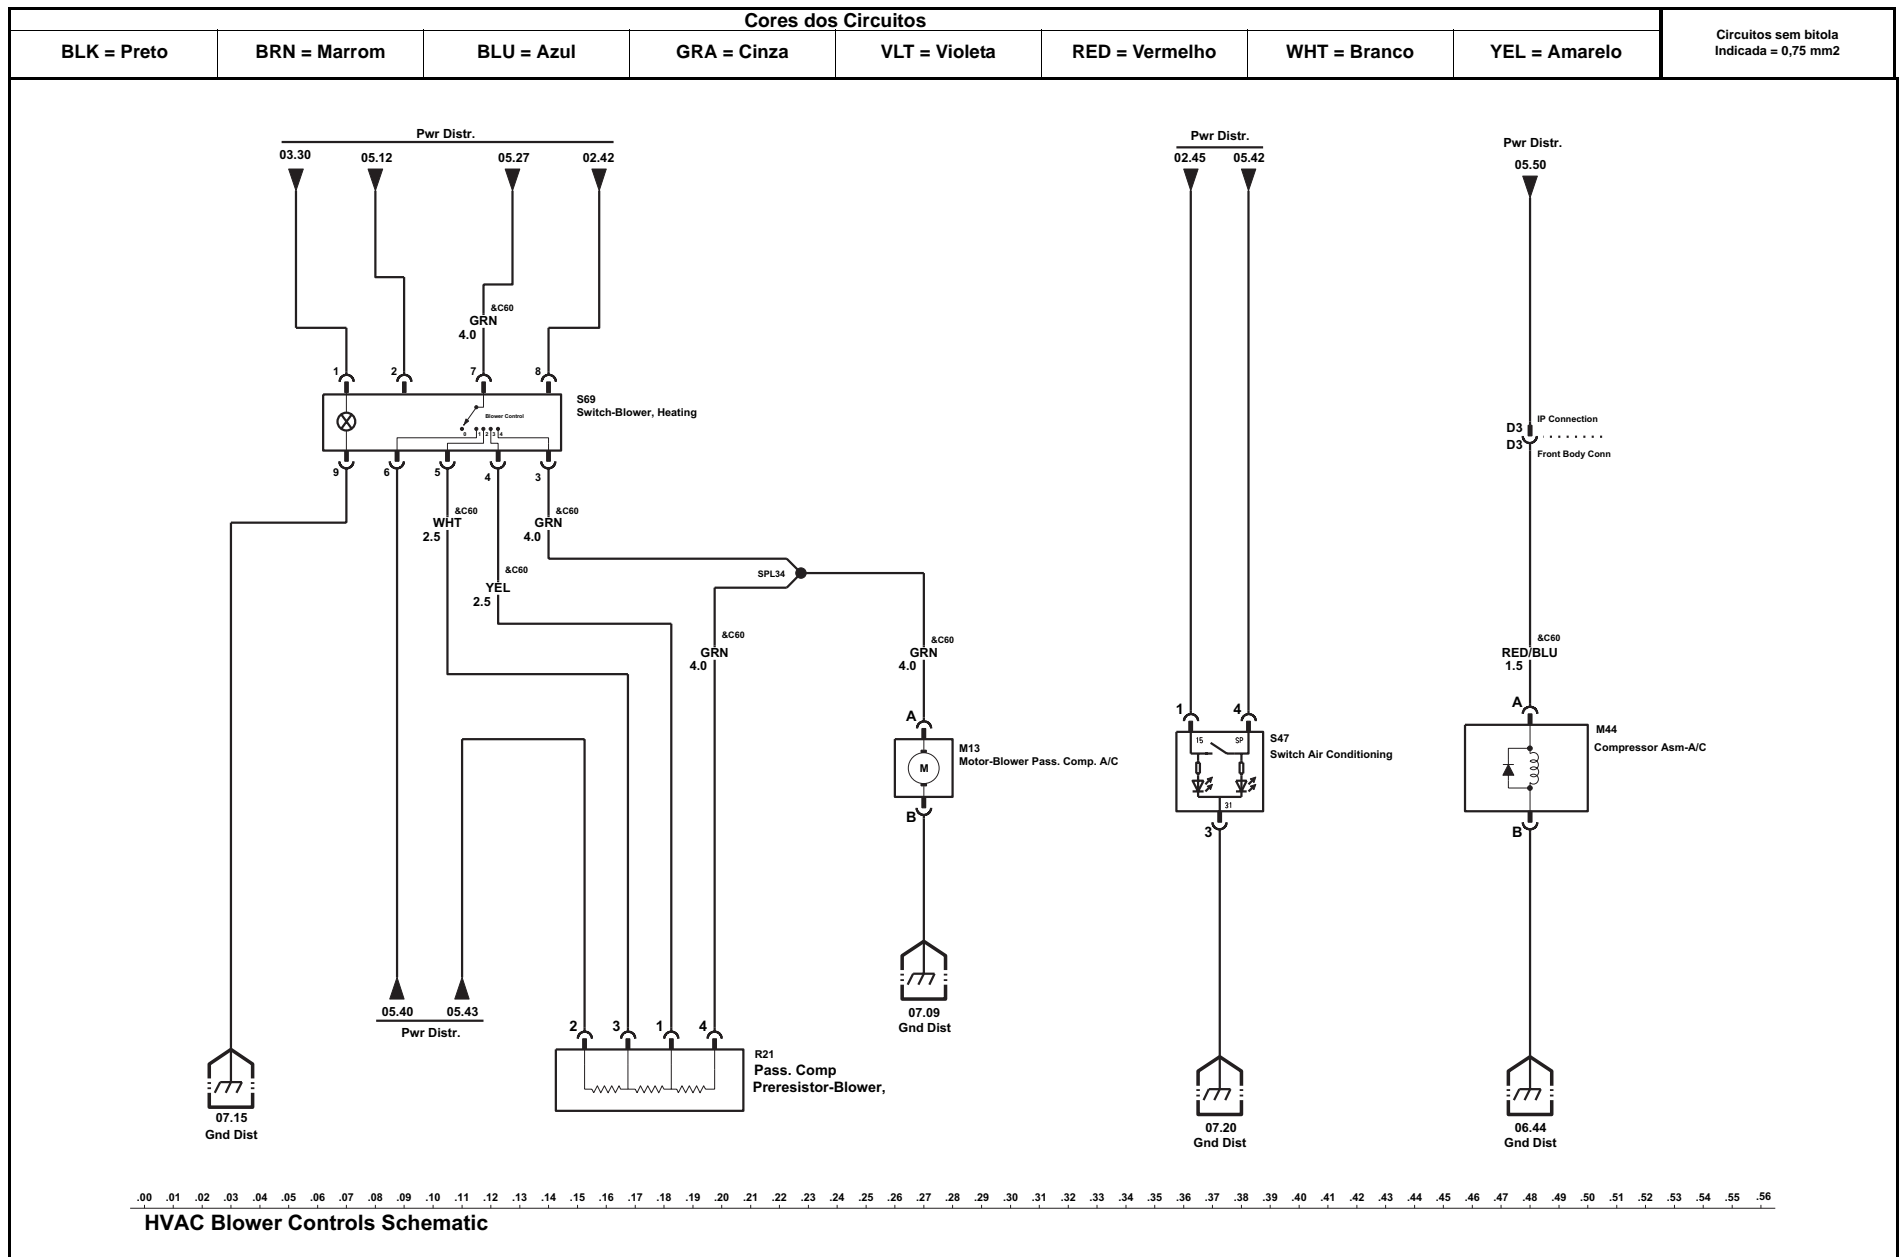 Cores dos Circuitos
BLK = Preto
BRN = Marrom
BLU = Azul
GRA = Cinza
VLT = Violeta
RED = Vermelho
WHT = Branco
YEL = Amarelo
Circuitos sem bitola
Indicada = 0,75 mm2
Pwr Distr.
03.30
05.12
05.27
02.42
Pwr Distr.
02.45
05.42
Pwr Distr.
05.50
&C60
GRN
4.0
1
2
7
8
S69
Switch-Blower, Heating
Blower Control
0
1
2
3
4
9
6
5
4
3
IP Connection
D3
D3
Front Body Conn
&C60
WHT
2.5
&C60
GRN
4.0
&C60
YEL
2.5
SPL34
&C60
GRN
4.0
&C60
GRN
4.0
&C60
RED/BLU
1.5
A
M
B
M13
Motor-Blower Pass. Comp. A/C
1
4
15
SP
31
3
S47
Switch Air Conditioning
A
B
M44
Compressor Asm-A/C
05.40
05.43
Pwr Distr.
07.09
Gnd Dist
2
3
1
4
R21
Pass. Comp
Preresistor-Blower,
07.15
Gnd Dist
07.20
Gnd Dist
06.44
Gnd Dist
.00 .01 .02 .03 .04 .05 .06 .07 .08 .09 .10 .11 .12 .13 .14 .15 .16 .17 .18 .19 .20 .21 .22 .23 .24 .25 .26 .27 .28 .29 .30 .31 .32 .33 .34 .35 .36 .37 .38 .39 .40 .41 .42 .43 .44 .45 .46 .47 .48 .49 .50 .51 .52 .53 .54 .55 .56
HVAC Blower Controls Schematic